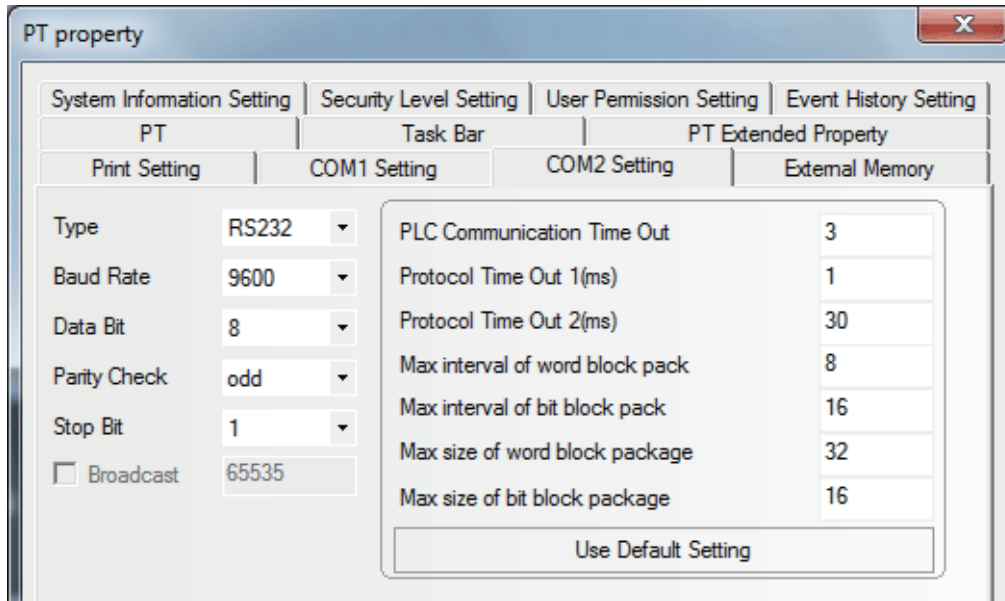 PT property
System Information Setting Security Level Setting User Permission Setting Event History Setting
PT Task Bar PT Extended Property
Print Setting COM1 Setting COM2 Setting External Memory
Type RS232
Baud Rate 9600
Data Bit 8
Parity Check odd
Stop Bit 1
Broadcast 65535
PLC Communication Time Out 3
Protocol Time Out 1(ms) 1
Protocol Time Out 2(ms) 30
Max interval of word block pack 8
Max interval of bit block pack 16
Max size of word block package 32
Max size of bit block package 16
Use Default Setting